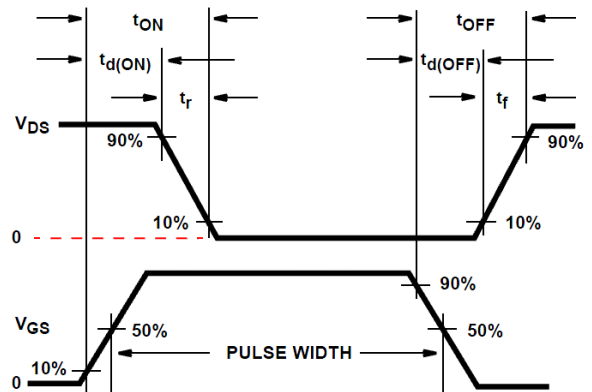 tON tOFF
td(ON) td(OFF)
tr tf
VDS
90% 90%
10% 10%
0
90%
VGS 50% 50%
PULSE WIDTH
10%
0